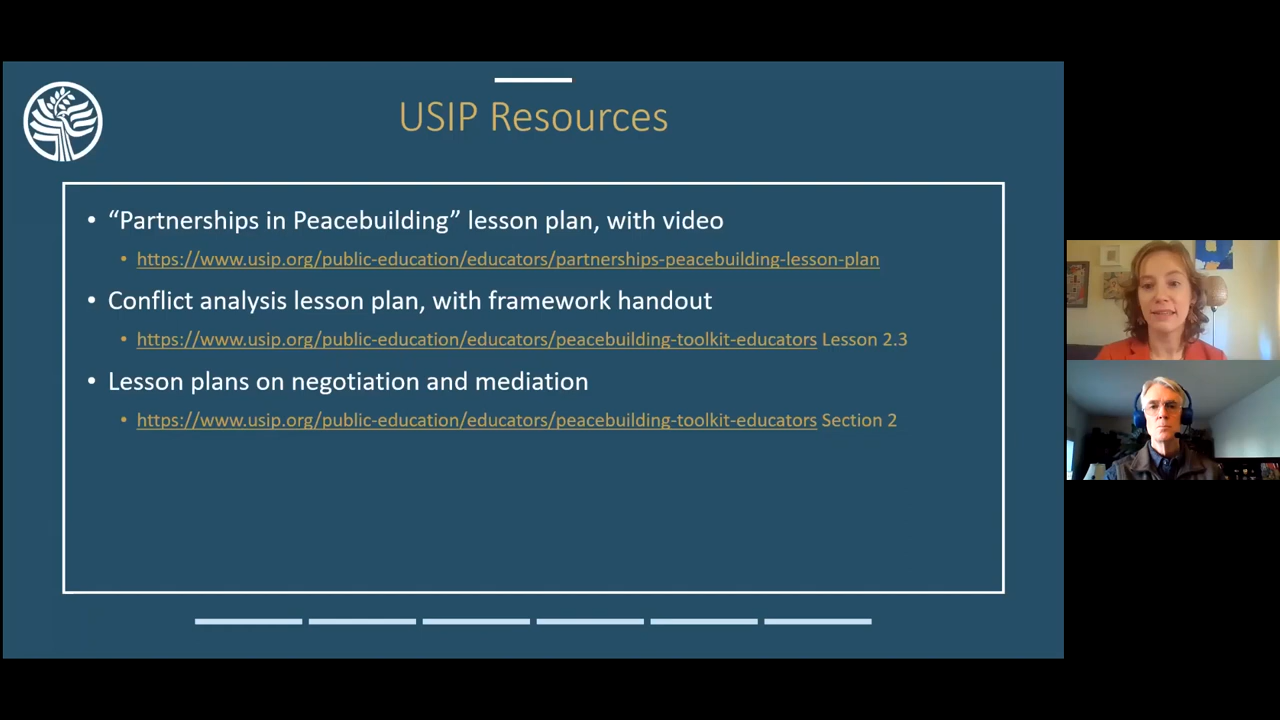 USIP Resources
• “Partnerships in Peacebuilding” lesson plan, with video
• https://www.usip.org/public-education/educators/partnerships-peacebuilding-lesson-plan
• Conflict analysis lesson plan, with framework handout
• https://www.usip.org/public-education/educators/peacebuilding-toolkit-educators Lesson 2.3
• Lesson plans on negotiation and mediation
• https://www.usip.org/public-education/educators/peacebuilding-toolkit-educators Section 2